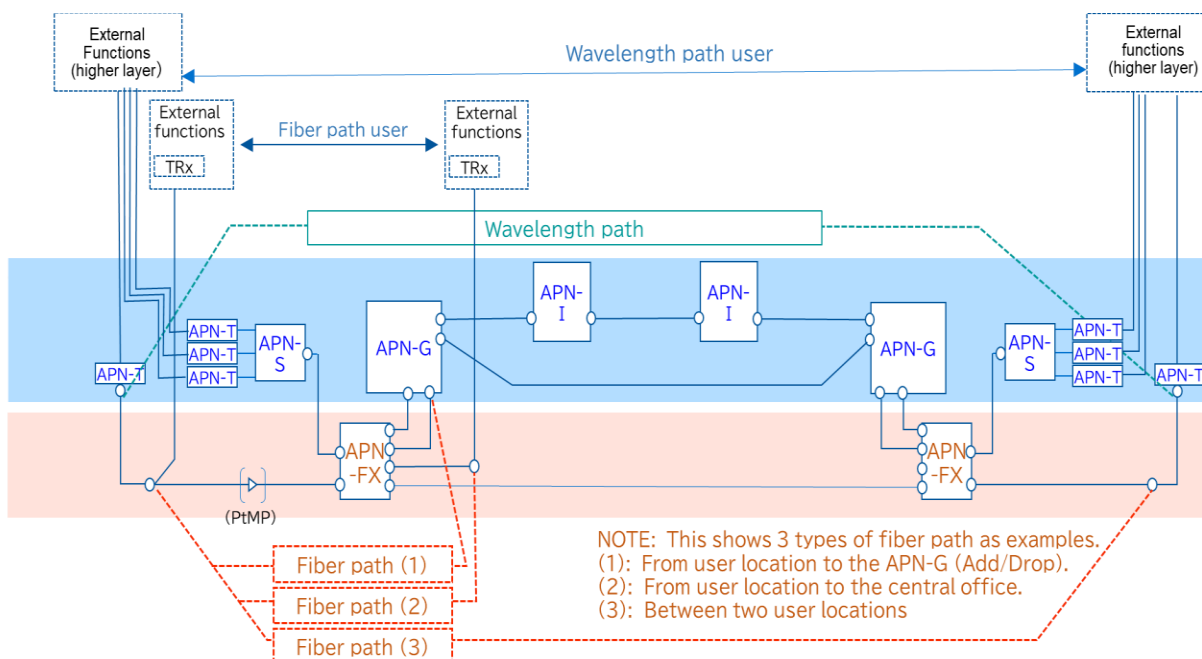 External
Functions
(higher layer)
Wavelength path user
External
functions
(higher layer)
External
functions
TRx
Fiber path user
External
functions
TRx
Wavelength path
APN-T
APN-T
APN-T
APN-T
APN-
S
APN-G
APN-
I
APN-
I
APN-G
APN-
S
APN-T
APN-T
APN-T
APN-T
APN
-FX
APN
-FX
(PtMP)
Fiber path (1)
Fiber path (2)
Fiber path (3)
NOTE: This shows 3 types of fiber path as examples.
(1): From user location to the APN-G (Add/Drop).
(2): From user location to the central office.
(3): Between two user locations